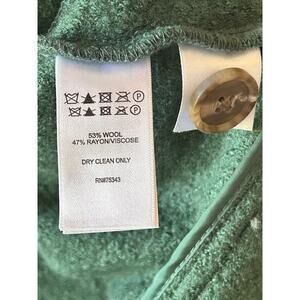 P
P
53% WOOL
47% RAYON/VISCOSE
DRY CLEAN ONLY
RN#75343